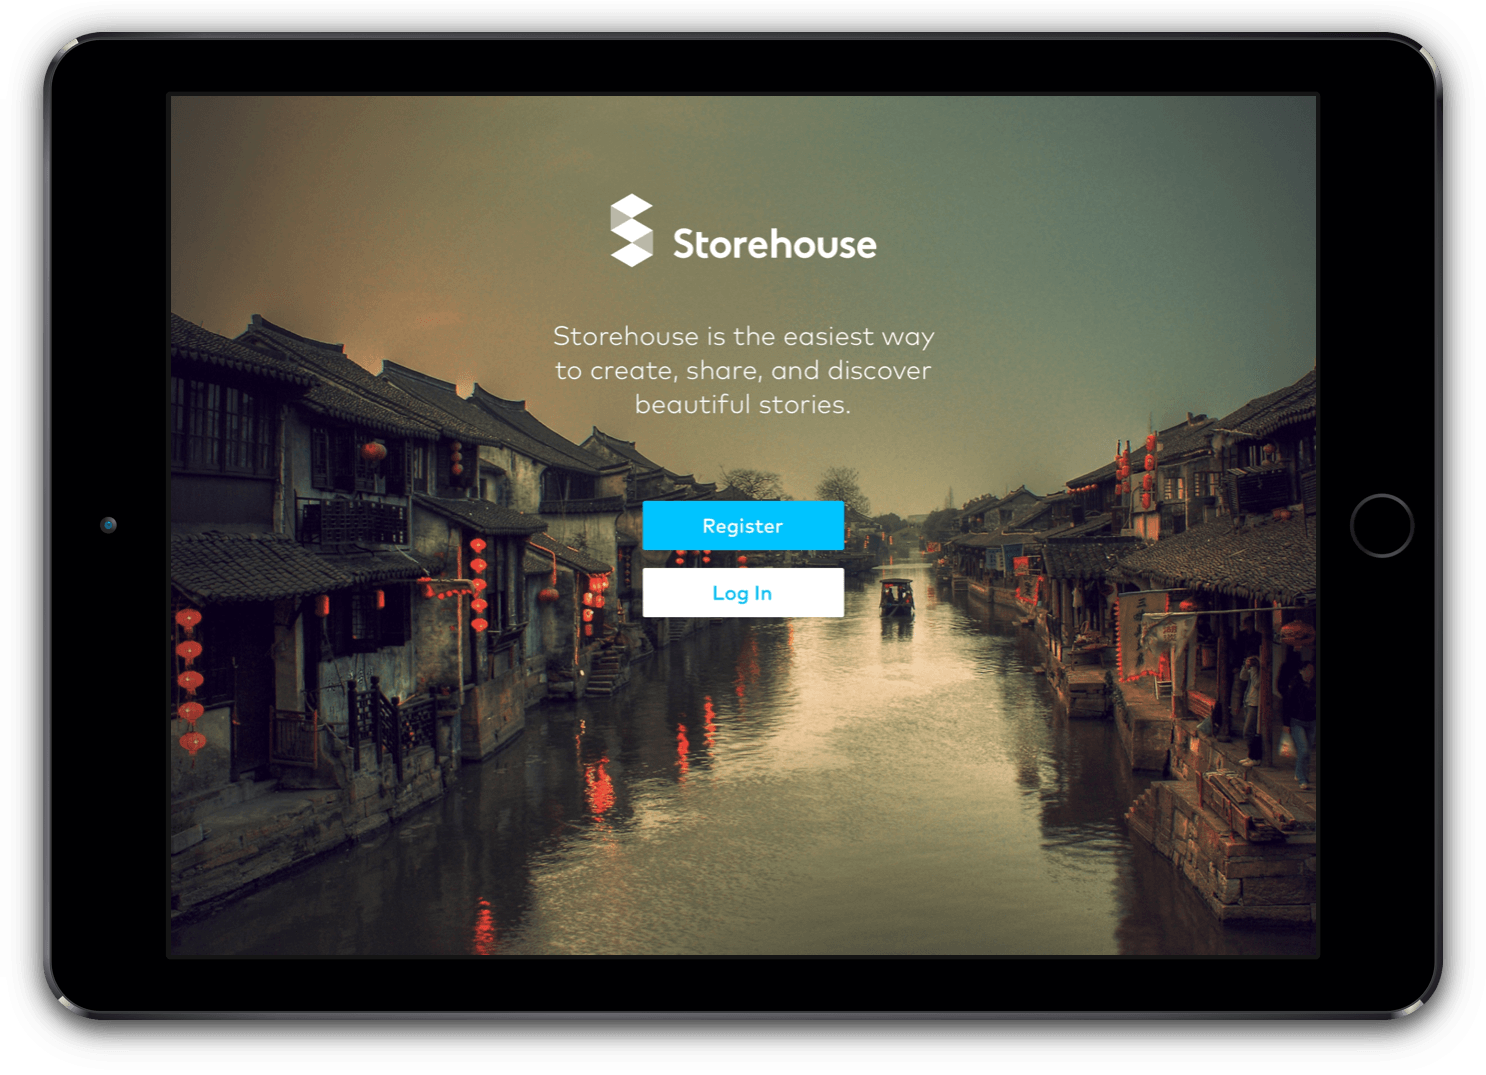 Storehouse
Storehouse is the easiest way
to create, share, and discover
beautiful stories.
Register
Log In